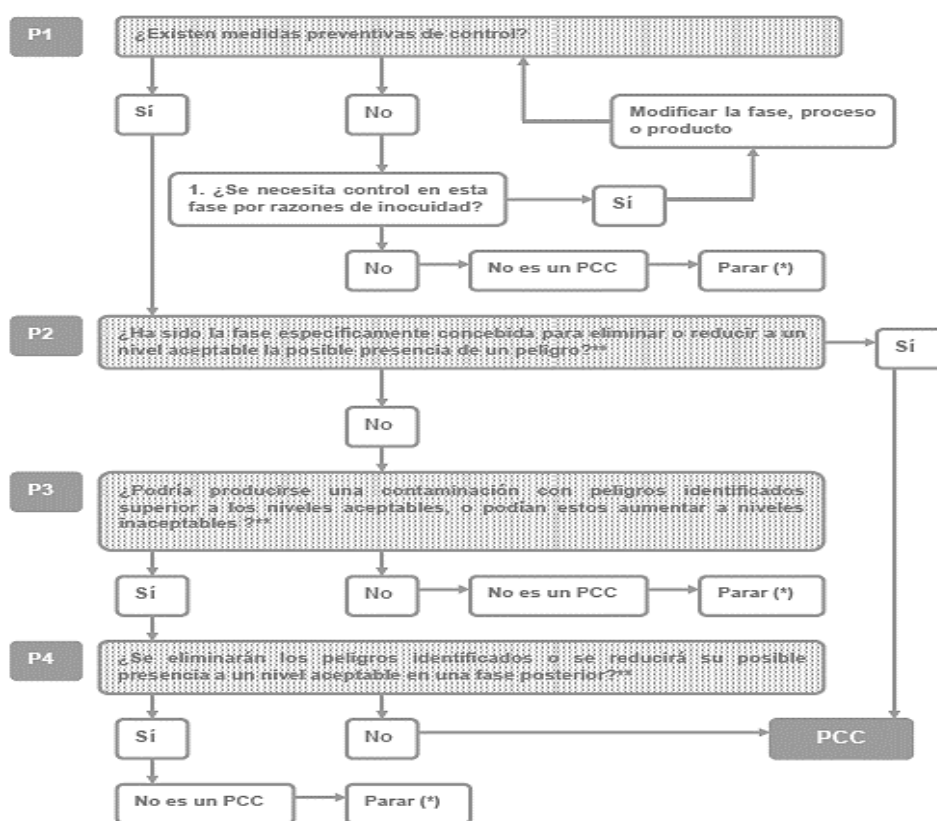 P1
¿Existen medidas preventivas de control?
Sí
No
Modificar la fase, proceso
o producto
1. ¿Se necesita control en esta
fase por razones de inocuidad?
Sí
No
No es un PCC
Parar (*)
P2
¿Ha sido la fase específicamente concebida para eliminar o reducir a un
nivel aceptable la posible presencia de un peligro?**
Sí
No
P3
¿Podría producirse una contaminación con peligros identificados
superior a los niveles aceptables, o podían estos aumentar a niveles
inaceptables ?**
Sí
No
No es un PCC
Parar (*)
P4
¿Se eliminarán los peligros identificados o se reducirá su posible
presencia a un nivel aceptable en una fase posterior?**
Sí
No
PCC
No es un PCC
Parar (*)